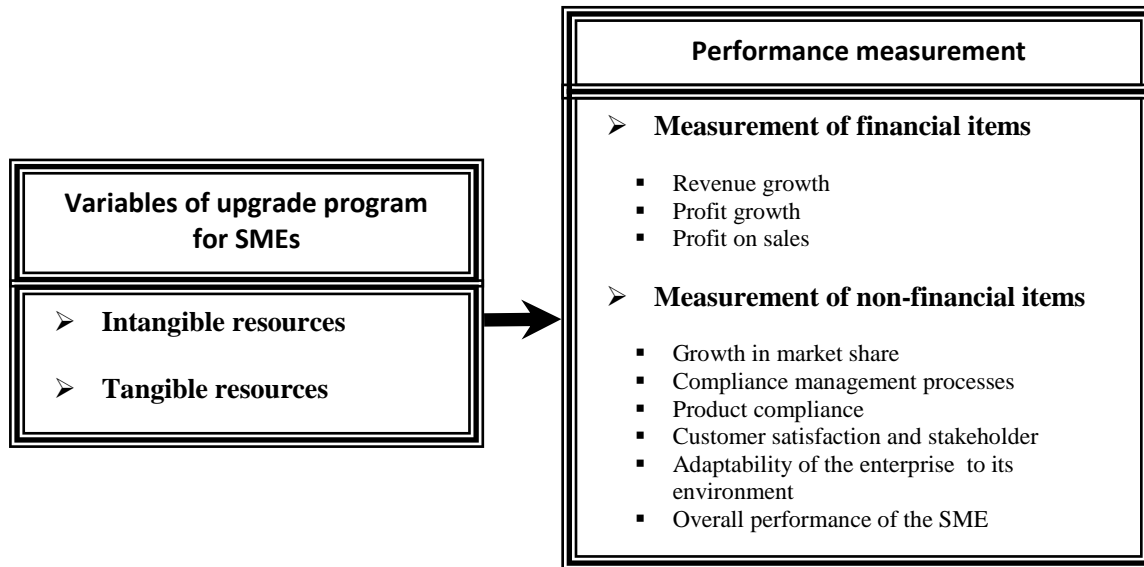 Variables of upgrade program
for SMEs
➢ Intangible resources
➢ Tangible resources
Performance measurement
➢ Measurement of financial items
▪ Revenue growth
▪ Profit growth
▪ Profit on sales
➢ Measurement of non-financial items
▪ Growth in market share
▪ Compliance management processes
▪ Product compliance
▪ Customer satisfaction and stakeholder
▪ Adaptability of the enterprise to its
environment
▪ Overall performance of the SME